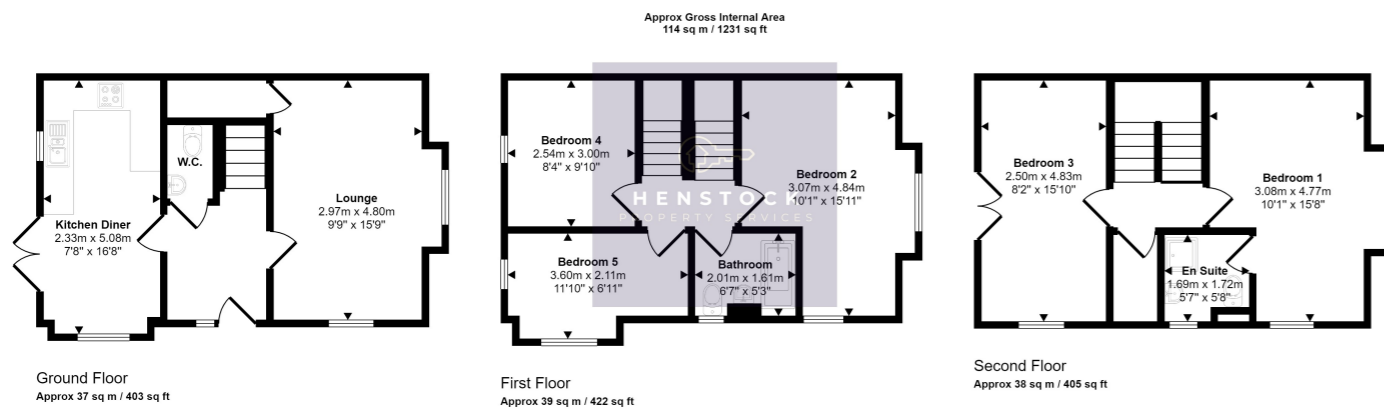 Approx Gross Internal Area
114 sq m / 1231 sq ft
Kitchen Diner
2.33m x 5.08m
7'8" x 16'8"
W.C.
Lounge
2.97m x 4.80m
9'9" x 15'9"
Ground Floor
Approx 37 sq m / 403 sq ft
Bedroom 4
2.54m x 3.00m
8'4" x 9'10"
Bedroom 2
3.07m x 4.84m
10'1" x 15'11"
HENSTOCK
PROPERTY SERVICES
Bedroom 5
3.60m x 2.11m
11'10" x 6'11"
Bathroom
2.01m x 1.61m
6'7" x 5'3"
First Floor
Approx 39 sq m / 422 sq ft
Bedroom 3
2.50m x 4.83m
8'2" x 15'10"
Bedroom 1
3.08m x 4.77m
10'1" x 15'8"
En Suite
1.69m x 1.72m
5'7" x 5'8"
Second Floor
Approx 38 sq m / 405 sq ft